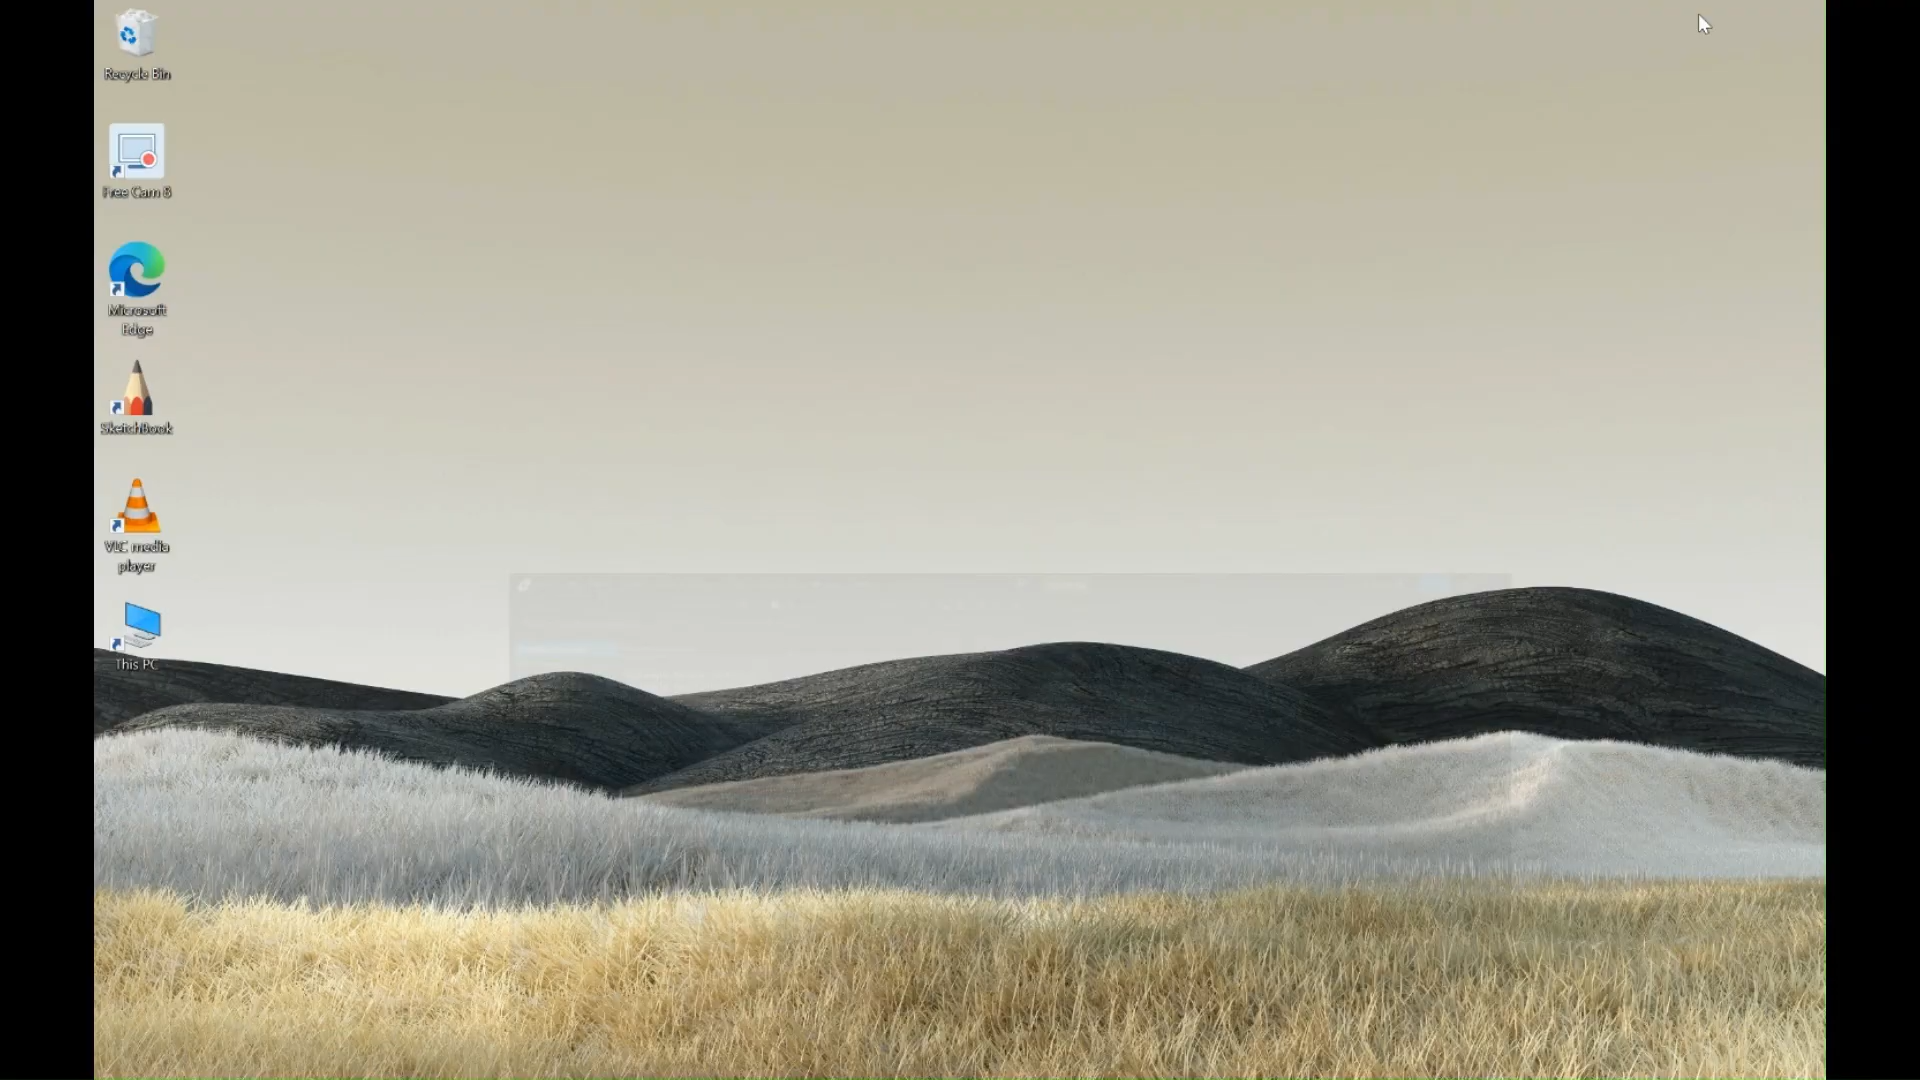 Recycle Bin
Free Cam 8
Microsoft
Edge
SketchBook
VLC media
player
This PC